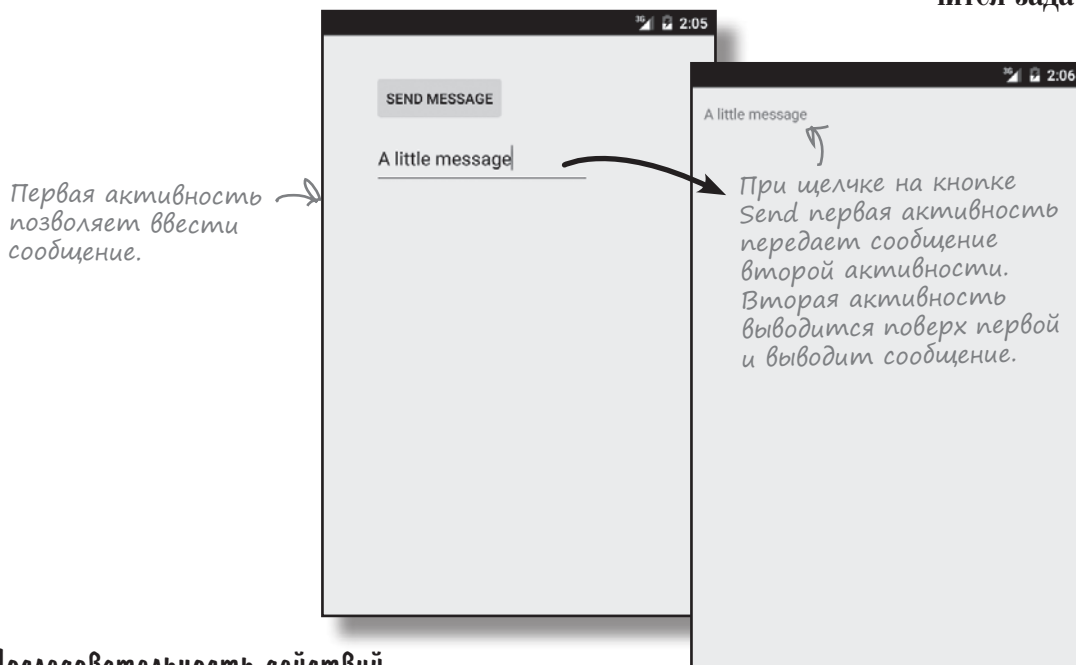 2:05
SEND MESSAGE
A little message
Первая активность
позволяет ввести
сообщение.
2:06
A little message
При щелчке на кнопке
Send первая активность
передает сообщение
второй активности.
Вторая активность
выводится поверх первой
и выводит сообщение.